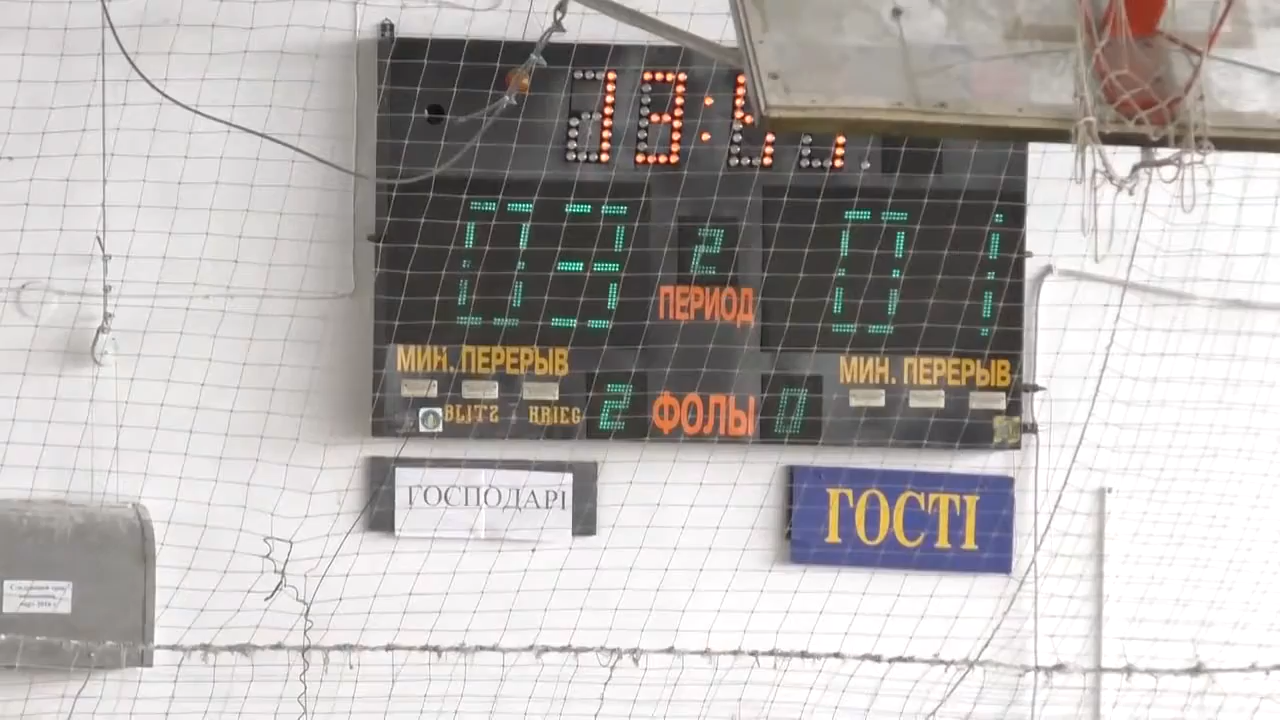 03 2 01
ПЕРИОД
МИН. ПЕРЕРЫВ МИН. ПЕРЕРЫВ
BLITZ KRIEG 2 ФОЛЫ 0
ГОСПОДАРІ ГОСТІ